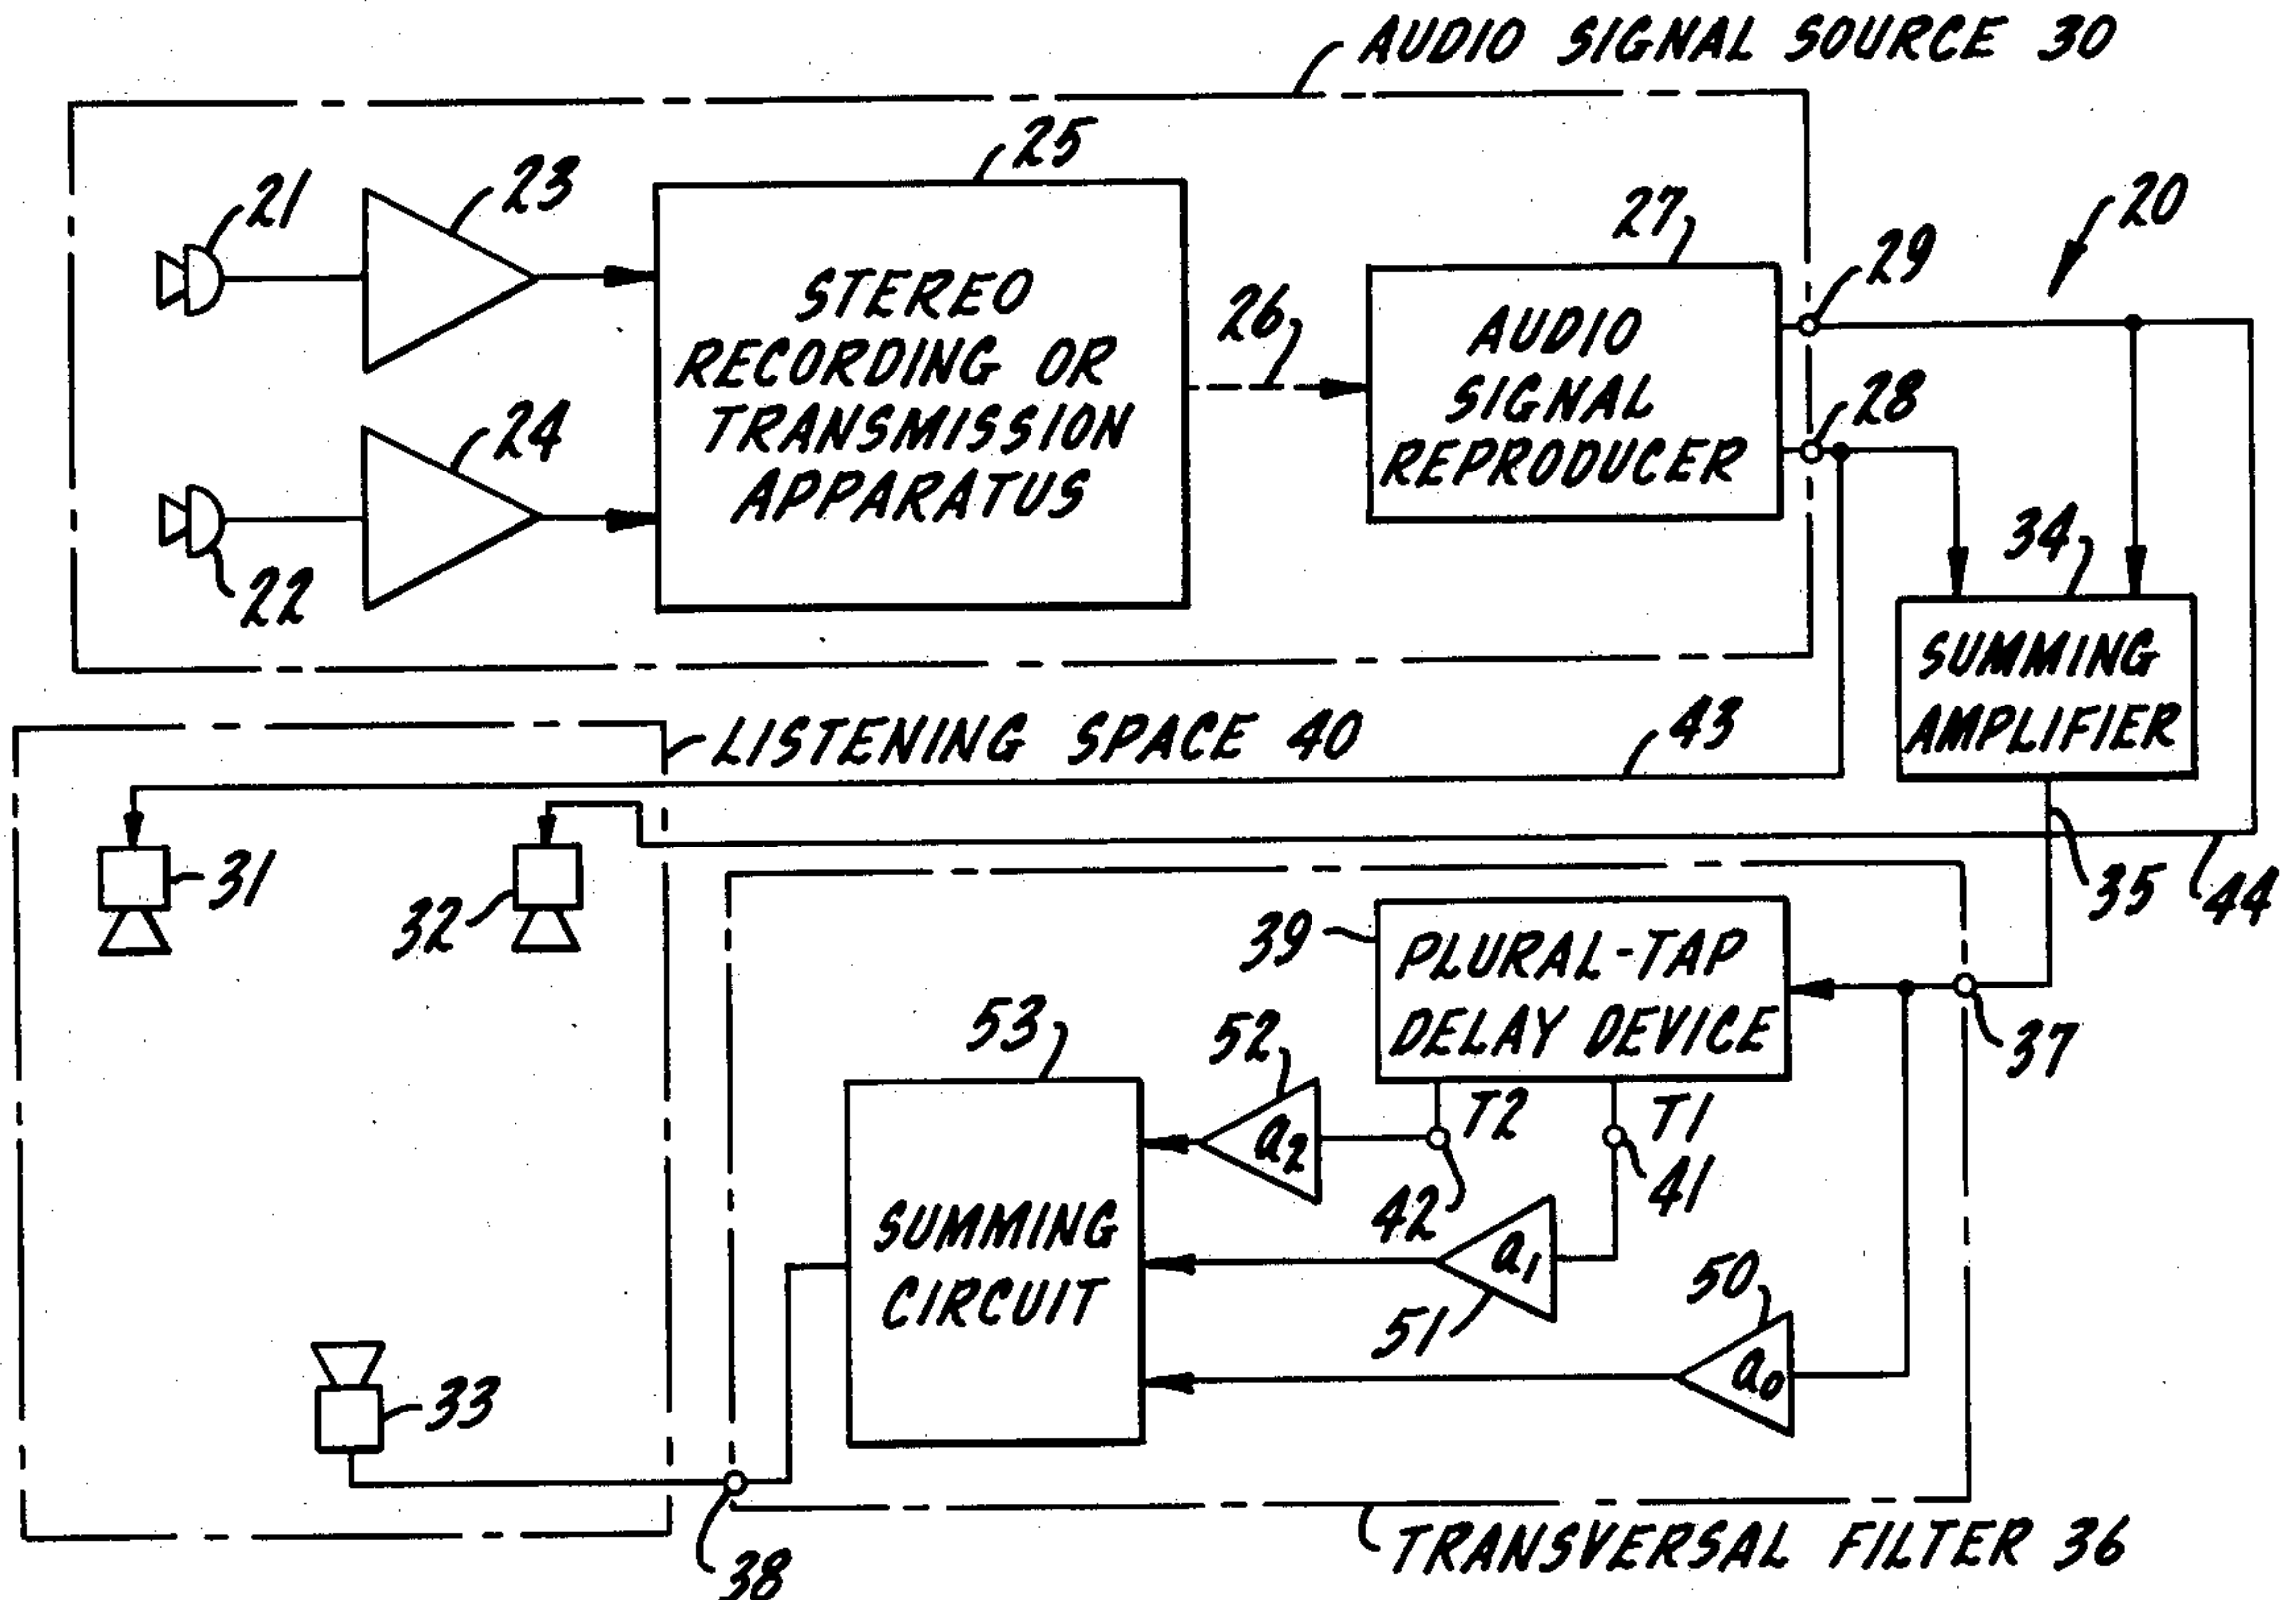 AUDIO SIGNAL SOURCE 30
25
23
21
20
27
29
STEREO
RECORDING OR
TRANSMISSION
APPARATUS
26
AUDIO
SIGNAL
REPRODUCER
28
24
22
34
SUMMING
AMPLIFIER
LISTENING SPACE 40
43
31
32
35
44
39
PLURAL-TAP
DELAY DEVICE
37
53
52
T2
T1
a2
41
42
SUMMING
CIRCUIT
a1
51
50
a0
33
38
TRANSVERSAL FILTER 36